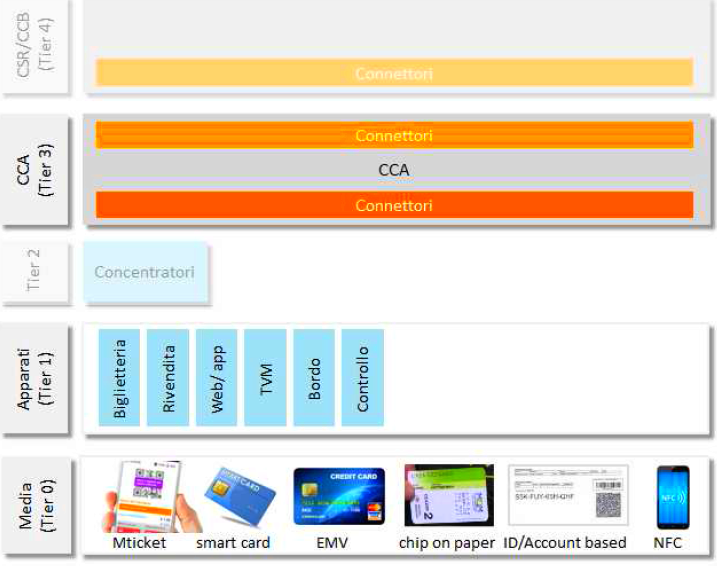 CSR/CCB
(Tier 4)
Connettori
CCA
(Tier 3)
Connettori
CCA
Connettori
Tier 2
Concentratori
Apparati
(Tier 1)
Biglietteria
Rivendita
Web/ app
TVM
Bordo
Controllo
Media
(Tier 0)
SMART CARD
CREDIT CARD
NFC
Mticket
smart card
EMV
chip on paper
ID/Account based
NFC